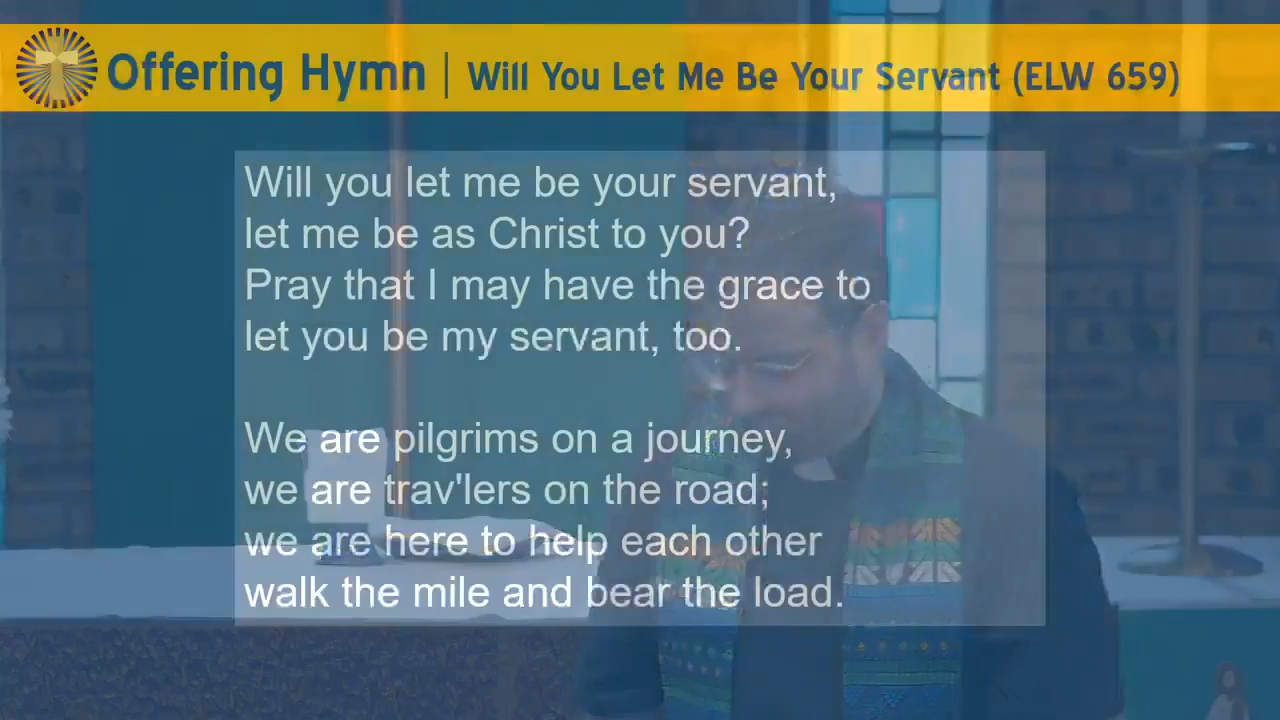 Offering Hymn | Will You Let Me Be Your Servant (ELW 659)
Will you let me be your servant,
let me be as Christ to you?
Pray that I may have the grace to
let you be my servant, too.
We are pilgrims on a journey,
we are trav'lers on the road;
we are here to help each other
walk the mile and bear the load.